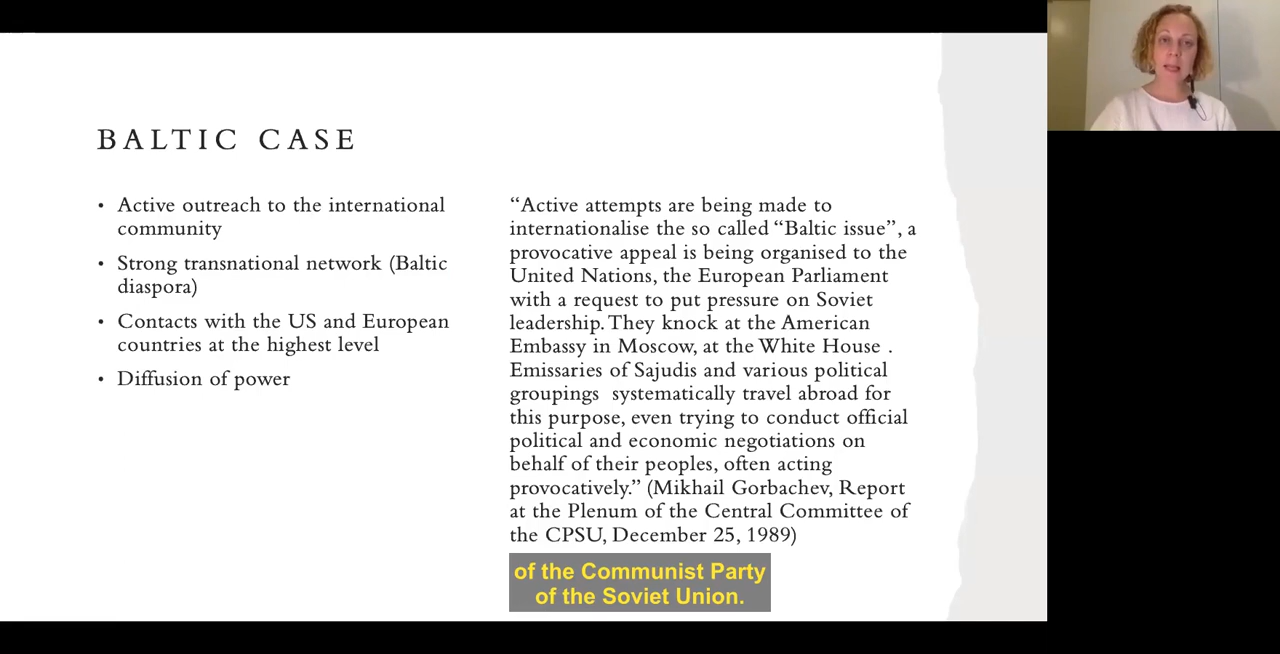 BALTIC CASE
• Active outreach to the international
community
• Strong transnational network (Baltic
diaspora)
• Contacts with the US and European
countries at the highest level
• Diffusion of power
“Active attempts are being made to
internationalise the so called “Baltic issue”, a
provocative appeal is being organised to the
United Nations, the European Parliament
with a request to put pressure on Soviet
leadership. They knock at the American
Embassy in Moscow, at the White House .
Emissaries of Sajudis and various political
groupings  systematically travel abroad for
this purpose, even trying to conduct official
political and economic negotiations on
behalf of their peoples, often acting
provocatively.” (Mikhail Gorbachev, Report
at the Plenum of the Central Committee of
the CPSU, December 25, 1989)
of the Communist Party
of the Soviet Union.